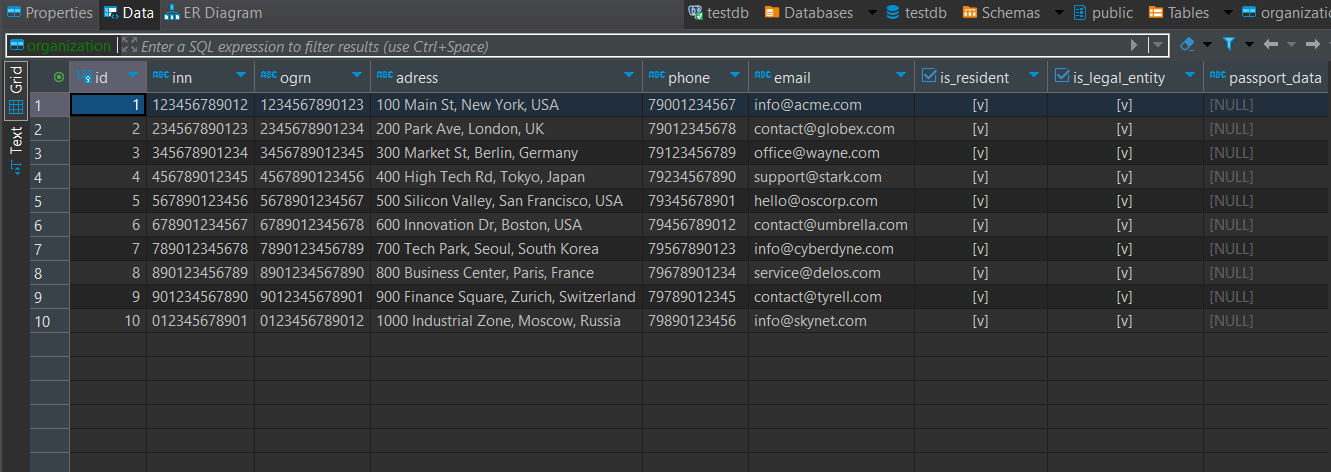 Properties Data ER Diagram testdb Databases testdb Schemas public Tables organizatio
organization Enter a SQL expression to filter results (use Ctrl+Space)
Grid
Text
id ABC inn ABC ogrn ABC adress ABC phone ABC email is_resident is_legal_entity ABC passport_data
1 1 123456789012 1234567890123 100 Main St, New York, USA 79001234567 info@acme.com [v] [v] [NULL]
2 2 234567890123 2345678901234 200 Park Ave, London, UK 79012345678 contact@globex.com [v] [v] [NULL]
3 3 345678901234 3456789012345 300 Market St, Berlin, Germany 79123456789 office@wayne.com [v] [v] [NULL]
4 4 456789012345 4567890123456 400 High Tech Rd, Tokyo, Japan 79234567890 support@stark.com [v] [v] [NULL]
5 5 567890123456 5678901234567 500 Silicon Valley, San Francisco, USA 79345678901 hello@oscorp.com [v] [v] [NULL]
6 6 678901234567 6789012345678 600 Innovation Dr, Boston, USA 79456789012 contact@umbrella.com [v] [v] [NULL]
7 7 789012345678 7890123456789 700 Tech Park, Seoul, South Korea 79567890123 info@cyberdyne.com [v] [v] [NULL]
8 8 890123456789 8901234567890 800 Business Center, Paris, France 79678901234 service@delos.com [v] [v] [NULL]
9 9 901234567890 9012345678901 900 Finance Square, Zurich, Switzerland 79789012345 contact@tyrell.com [v] [v] [NULL]
10 10 012345678901 0123456789012 1000 Industrial Zone, Moscow, Russia 79890123456 info@skynet.com [v] [v] [NULL]